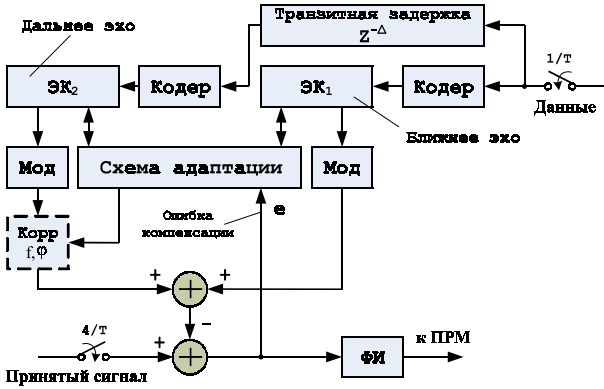 Дальнее эхо
Транзитная задержка
Z-Δ
1/T
ЭК2
Кодер
ЭК1
Кодер
Данные
Ближнее эхо
Мод
Схема адаптации
Мод
Ошибка
компенсации
e
Корр
f,φ
+
+
+
−
4/T
+
+
ФИ
к ПРМ
Принятый сигнал